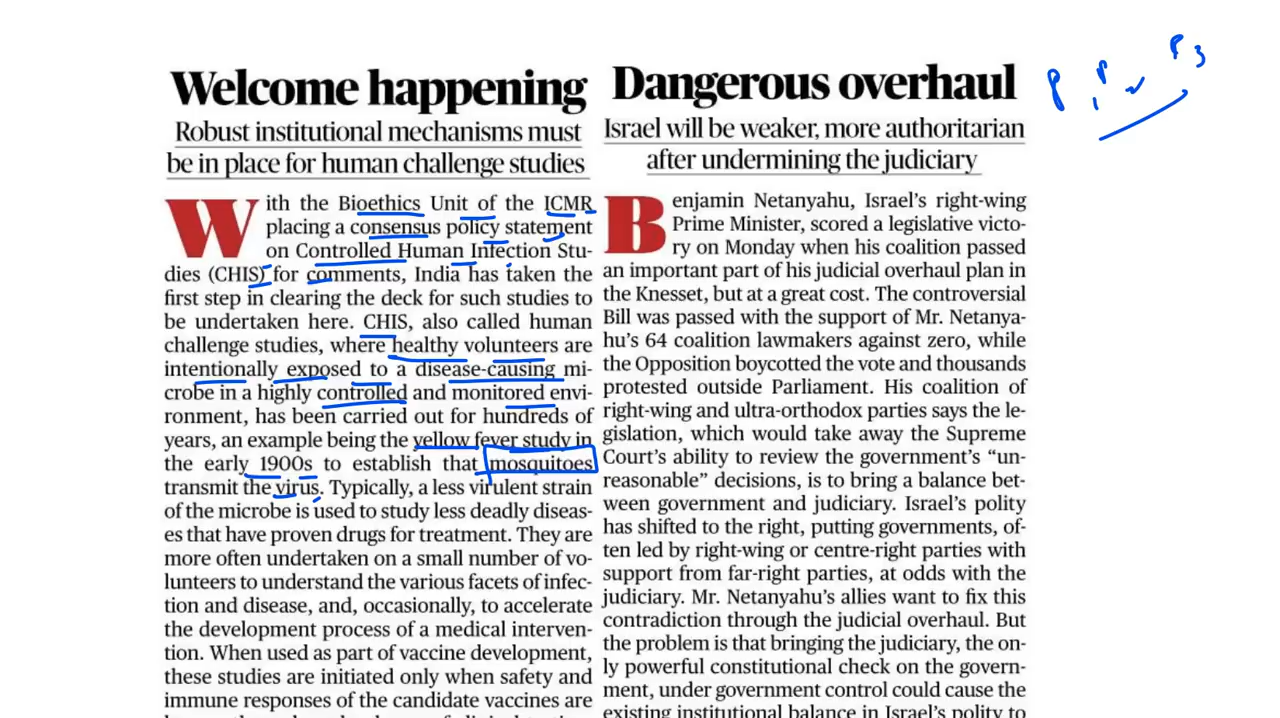 Welcome happening
Robust institutional mechanisms must
be in place for human challenge studies
With the Bioethics Unit of the ICMR
placing a consensus policy statement
on Controlled Human Infection Stu-
dies (CHIS) for comments, India has taken the
first step in clearing the deck for such studies to
be undertaken here. CHIS, also called human
challenge studies, where healthy volunteers are
intentionally exposed to a disease-causing mi-
crobe in a highly controlled and monitored envi-
ronment, has been carried out for hundreds of
years, an example being the yellow fever study in
the early 1900s to establish that mosquitoes
transmit the virus. Typically, a less virulent strain
of the microbe is used to study less deadly diseas-
es that have proven drugs for treatment. They are
more often undertaken on a small number of vo-
lunteers to understand the various facets of infec-
tion and disease, and, occasionally, to accelerate
the development process of a medical interven-
tion. When used as part of vaccine development,
these studies are initiated only when safety and
immune responses of the candidate vaccines are
Dangerous overhaul
Israel will be weaker, more authoritarian
after undermining the judiciary
Benjamin Netanyahu, Israel's right-wing
Prime Minister, scored a legislative victo-
ry on Monday when his coalition passed
an important part of his judicial overhaul plan in
the Knesset, but at a great cost. The controversial
Bill was passed with the support of Mr. Netanya-
hu's 64 coalition lawmakers against zero, while
the Opposition boycotted the vote and thousands
protested outside Parliament. His coalition of
right-wing and ultra-orthodox parties says the le-
gislation, which would take away the Supreme
Court's ability to review the government's "un-
reasonable" decisions, is to bring a balance bet-
ween government and judiciary. Israel's polity
has shifted to the right, putting governments, of-
ten led by right-wing or centre-right parties with
support from far-right parties, at odds with the
judiciary. Mr. Netanyahu's allies want to fix this
contradiction through the judicial overhaul. But
the problem is that bringing the judiciary, the on-
ly powerful constitutional check on the govern-
ment, under government control could cause the
existing institutional balance in Israel's polity to